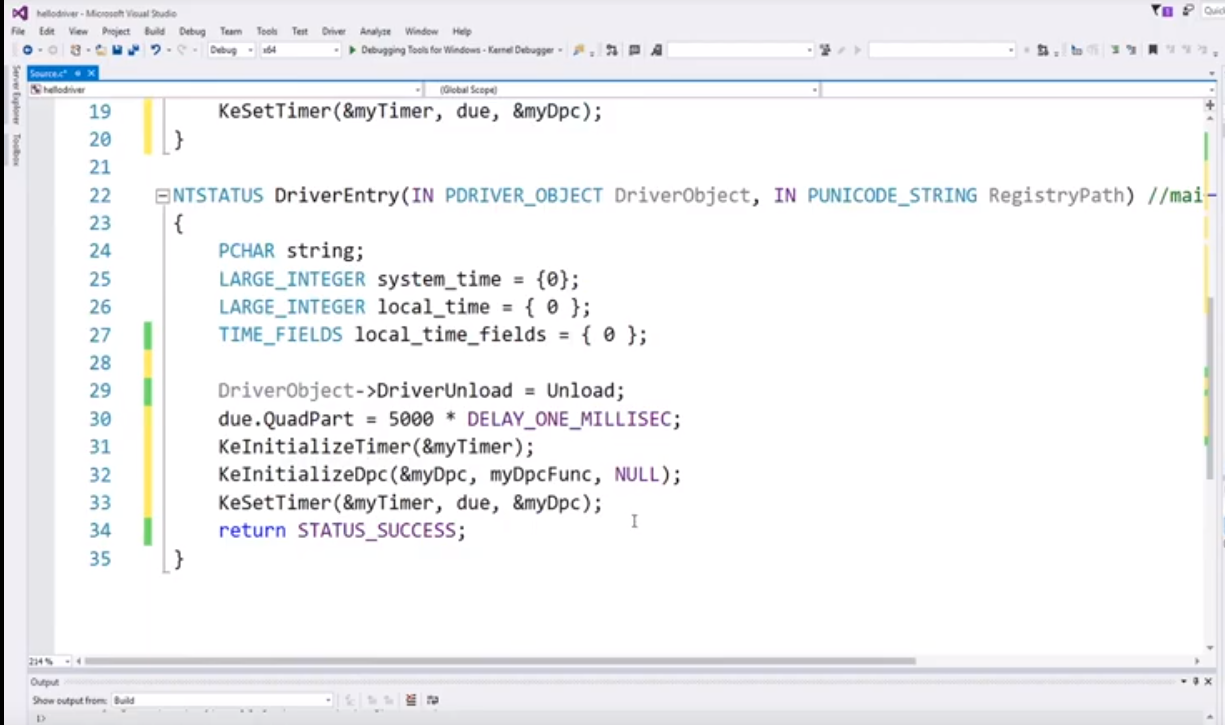 hellodriver - Microsoft Visual Studio
Quic
File Edit View Project Build Debug Team Tools Test Driver Analyze Window Help
Debug x64 Debugging Tools for Windows - Kernel Debugger
Server Explorer
Toolbox
Source.c*
hellodriver (Global Scope)
19 KeSetTimer(&myTimer, due, &myDpc);
20 }
21
22 NTSTATUS DriverEntry(IN PDRIVER_OBJECT DriverObject, IN PUNICODE_STRING RegistryPath) //mai
23 {
24 PCHAR string;
25 LARGE_INTEGER system_time = {0};
26 LARGE_INTEGER local_time = { 0 };
27 TIME_FIELDS local_time_fields = { 0 };
28
29 DriverObject->DriverUnload = Unload;
30 due.QuadPart = 5000 * DELAY_ONE_MILLISEC;
31 KeInitializeTimer(&myTimer);
32 KeInitializeDpc(&myDpc, myDpcFunc, NULL);
33 KeSetTimer(&myTimer, due, &myDpc);
34 return STATUS_SUCCESS;
35 }
214 %
Output
Show output from: Build